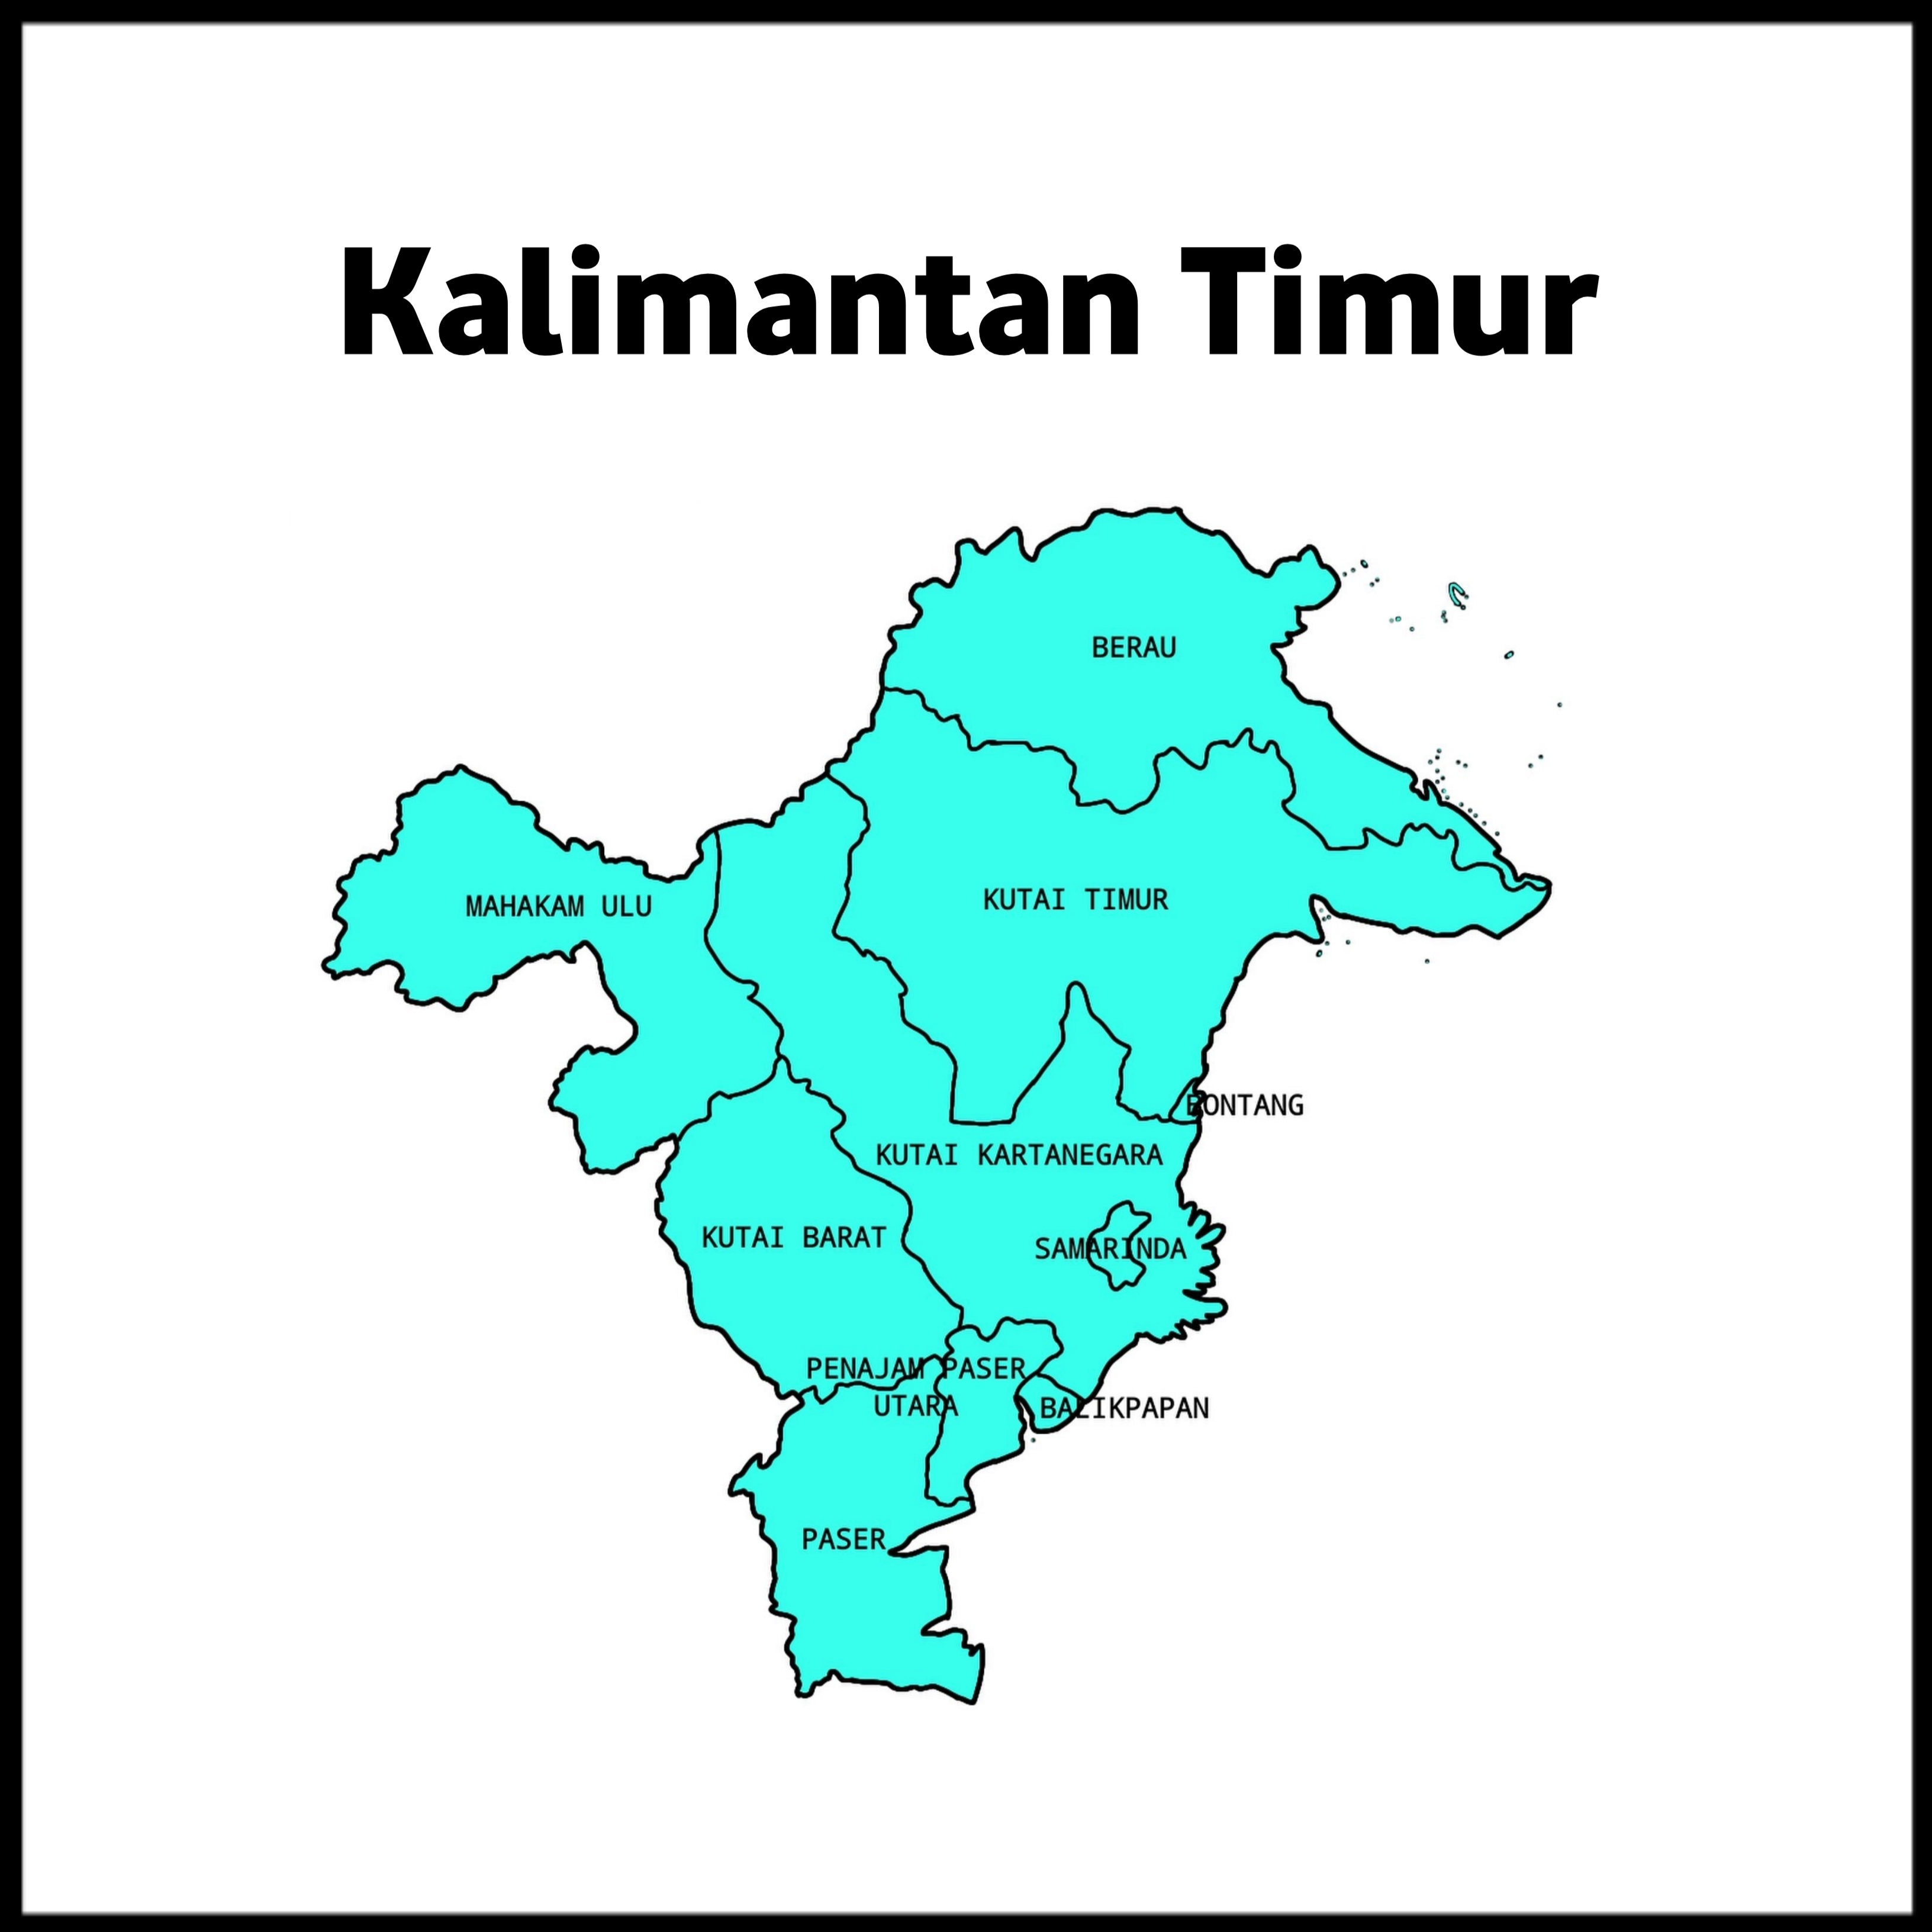 Kalimantan Timur
BERAU
MAHAKAM ULU
KUTAI TIMUR
BONTANG
KUTAI KARTANEGARA
KUTAI BARAT
SAMARINDA
PENAJAM PASER
UTARA
BALIKPAPAN
PASER